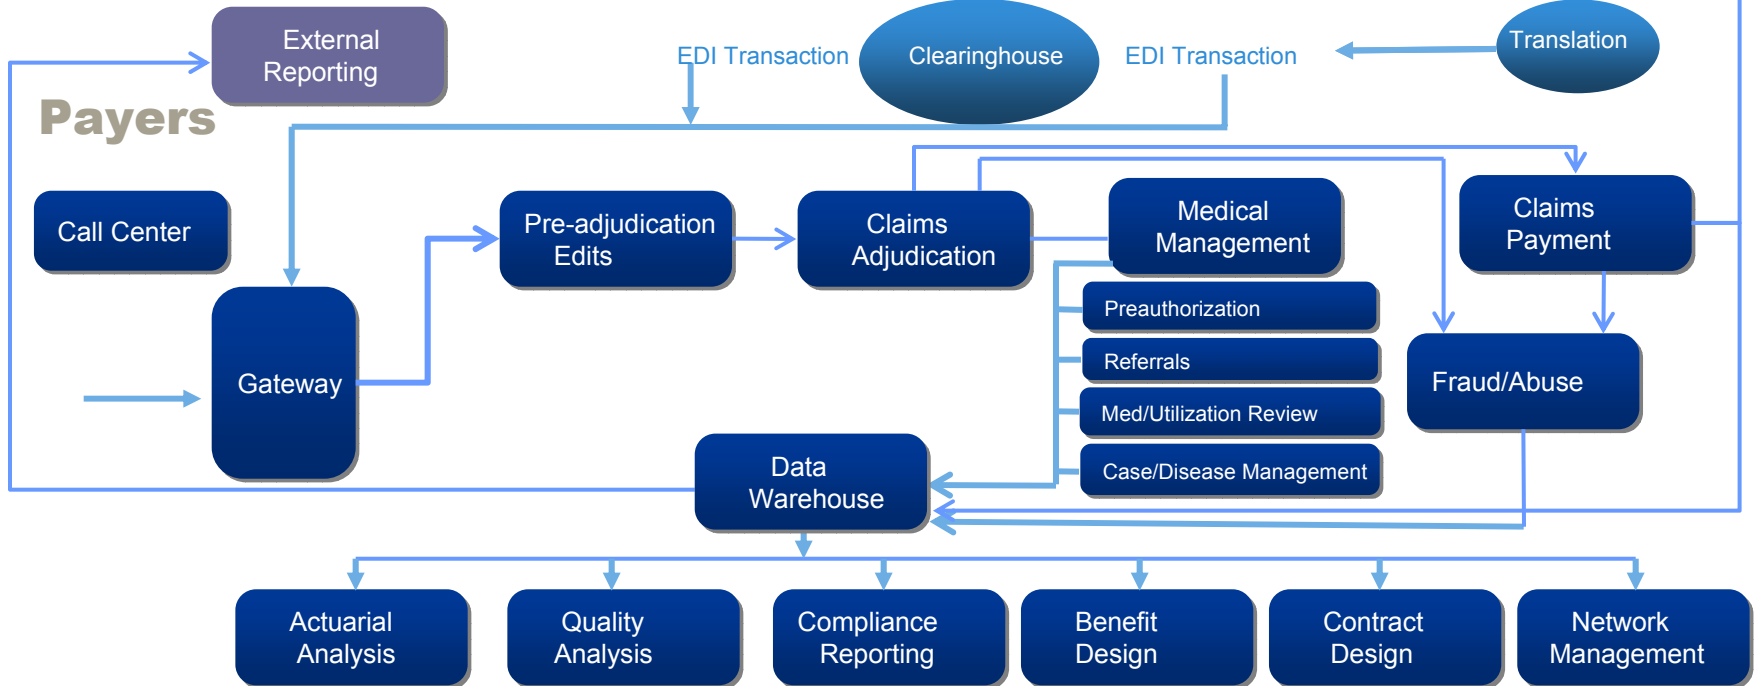 External
Reporting
EDI Transaction
Clearinghouse
EDI Transaction
Translation
Payers
Call Center
Pre-adjudication
Edits
Claims
Adjudication
Medical
Management
Claims
Payment
Preauthorization
Referrals
Med/Utilization Review
Case/Disease Management
Gateway
Fraud/Abuse
Data
Warehouse
Actuarial
Analysis
Quality
Analysis
Compliance
Reporting
Benefit
Design
Contract
Design
Network
Management